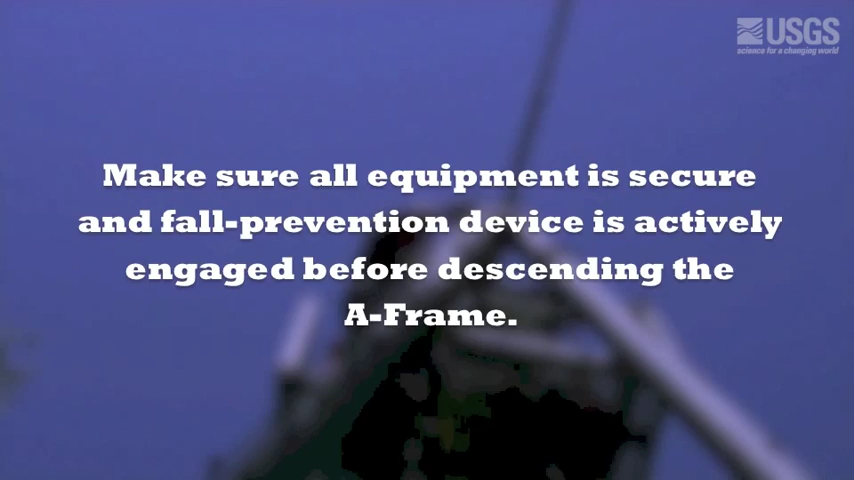 USGS
science for a changing world
Make sure all equipment is secure
and fall-prevention device is actively
engaged before descending the
A-Frame.